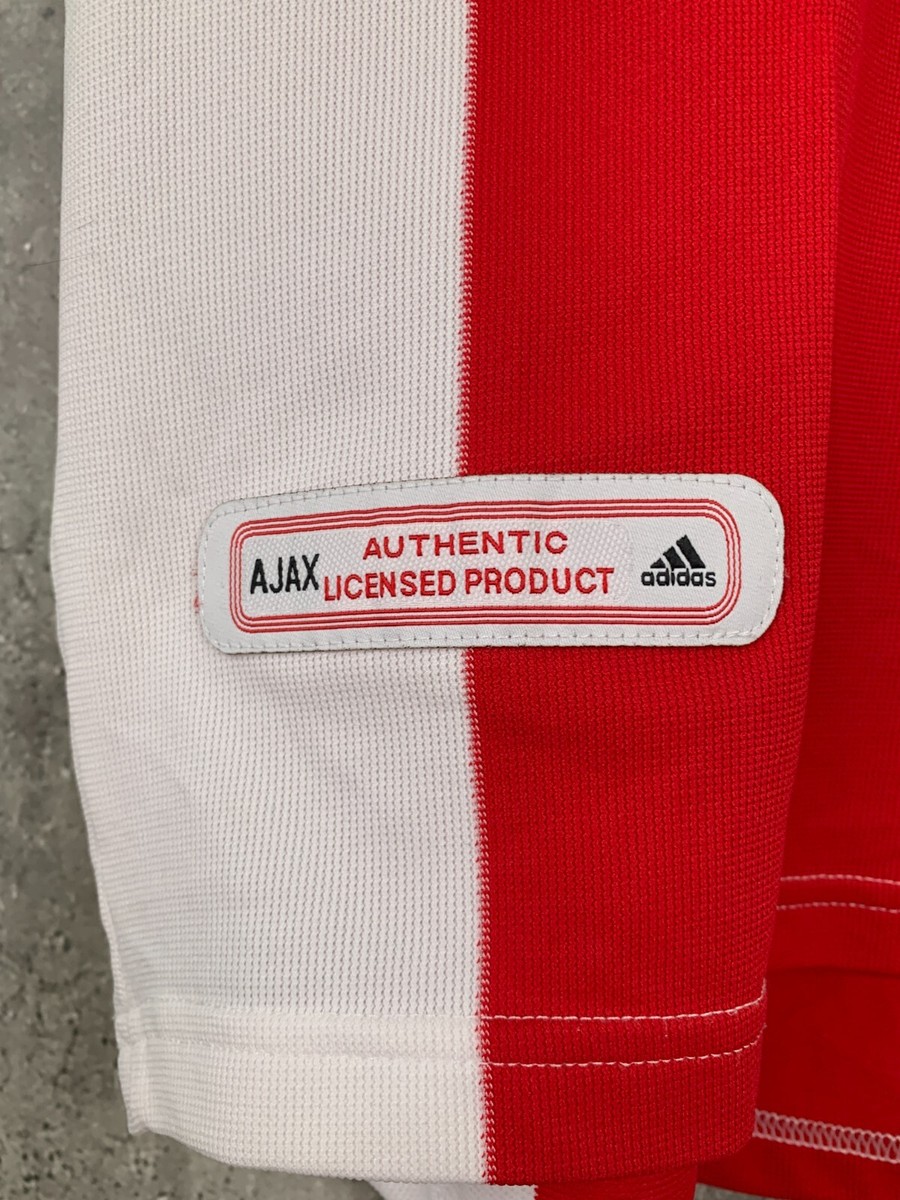 AJAX
AUTHENTIC
LICENSED PRODUCT
adidas